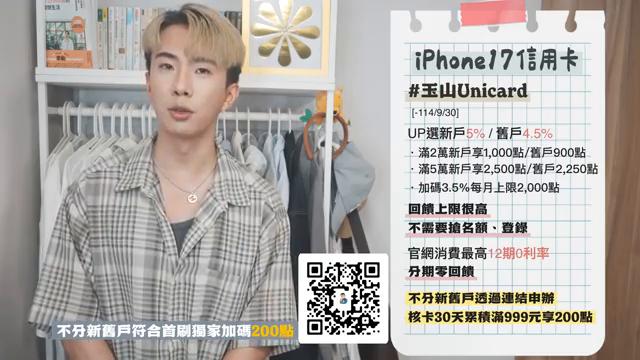 iPhone17信用卡
#玉山Unicard
[-114/9/30]
UP選新戶5% / 舊戶4.5%
・滿2萬新戶享1,000點/舊戶900點
・滿5萬新戶享2,500點/舊戶2,250點
・加碼3.5%每月上限2,000點
回饋上限很高
不需要搶名額、登錄
官網消費最高12期0利率
分期零回饋
不分新舊戶透過連結申辦
核卡30天累積滿999元享200點
不分新舊戶符合首刷獨家加碼200點